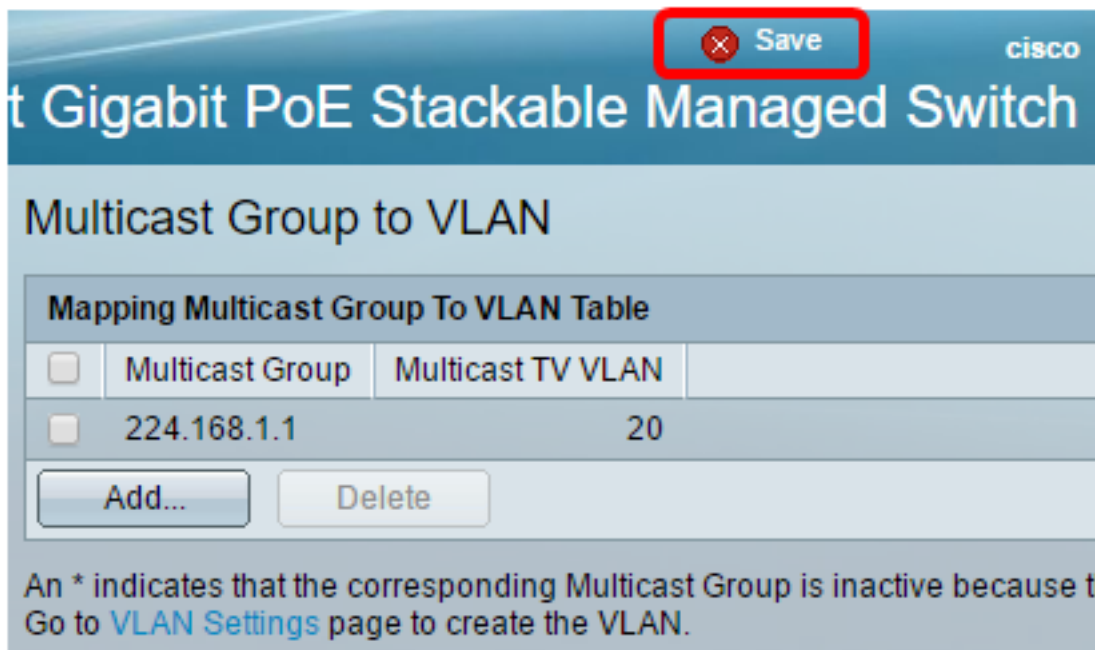 Save
cisco
t Gigabit PoE Stackable Managed Switch
Multicast Group to VLAN
Mapping Multicast Group To VLAN Table
Multicast Group Multicast TV VLAN
224.168.1.1 20
Add... Delete
An * indicates that the corresponding Multicast Group is inactive because t
Go to VLAN Settings page to create the VLAN.